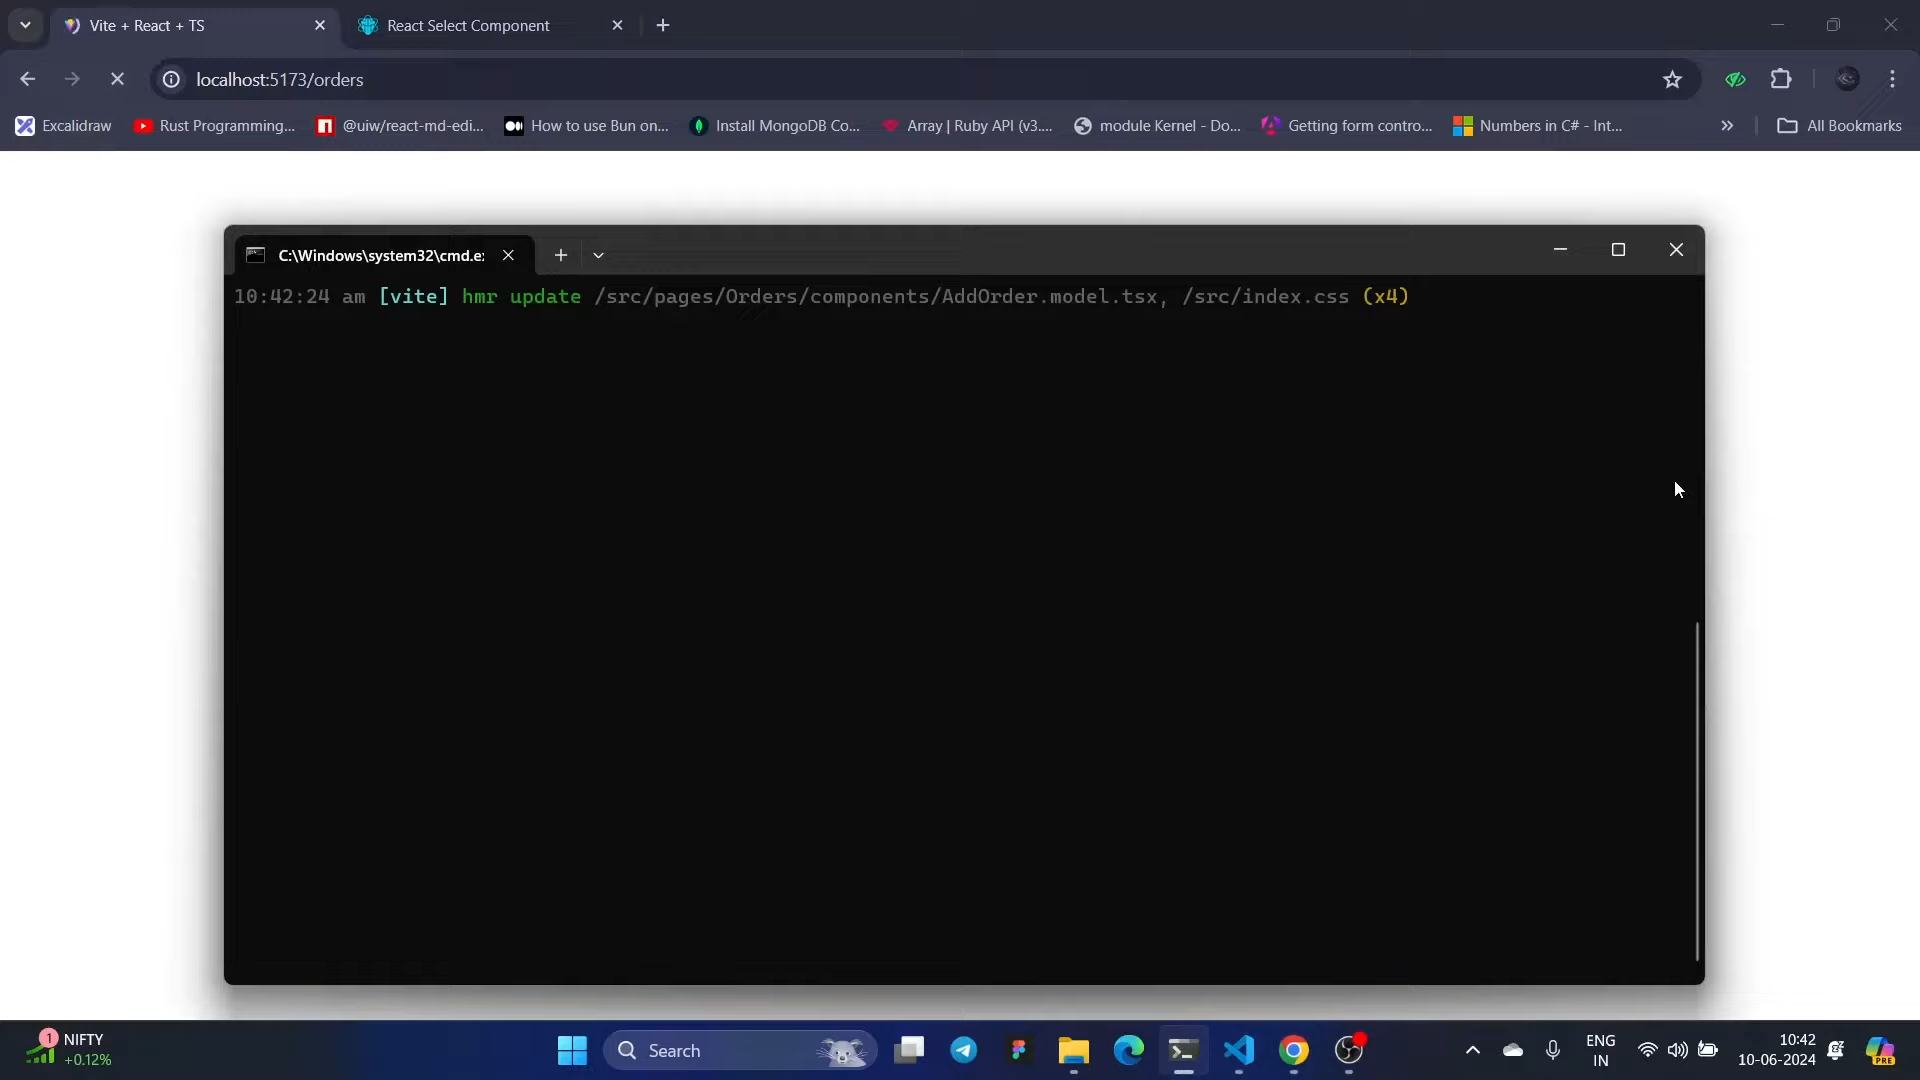 Vite + React + TS
React Select Component
localhost:5173/orders
Excalidraw
Rust Programming...
@uiw/react-md-edi...
How to use Bun on...
Install MongoDB Co...
Array | Ruby API (v3....
module Kernel - Do...
Getting form contro...
Numbers in C# - Int...
All Bookmarks
C:\Windows\system32\cmd.e
10:42:24 am [vite] hmr update /src/pages/Orders/components/AddOrder.model.tsx, /src/index.css (x4)
1
NIFTY
+0.12%
Search
ENG
IN
10:42
10-06-2024
PRE